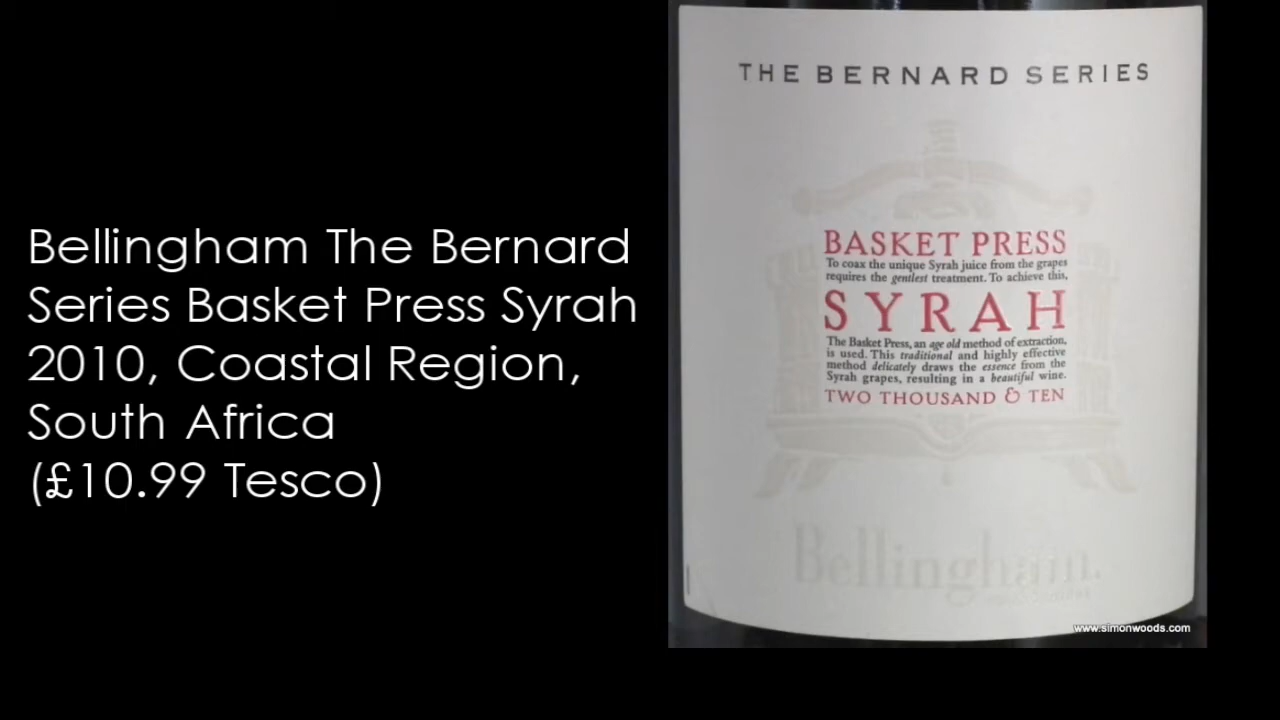 Bellingham The Bernard
Series Basket Press Syrah
2010, Coastal Region,
South Africa
(£10.99 Tesco)
THE BERNARD SERIES
BASKET PRESS
To coax the unique Syrah juice from the grapes
requires the gentlest treatment. To achieve this,
SYRAH
The Basket Press, an age old method of extraction,
is used. This traditional and highly effective
method delicately draws the essence from the
Syrah grapes, resulting in a beautiful wine.
TWO THOUSAND & TEN
Bellingham.
www.simonwoods.com